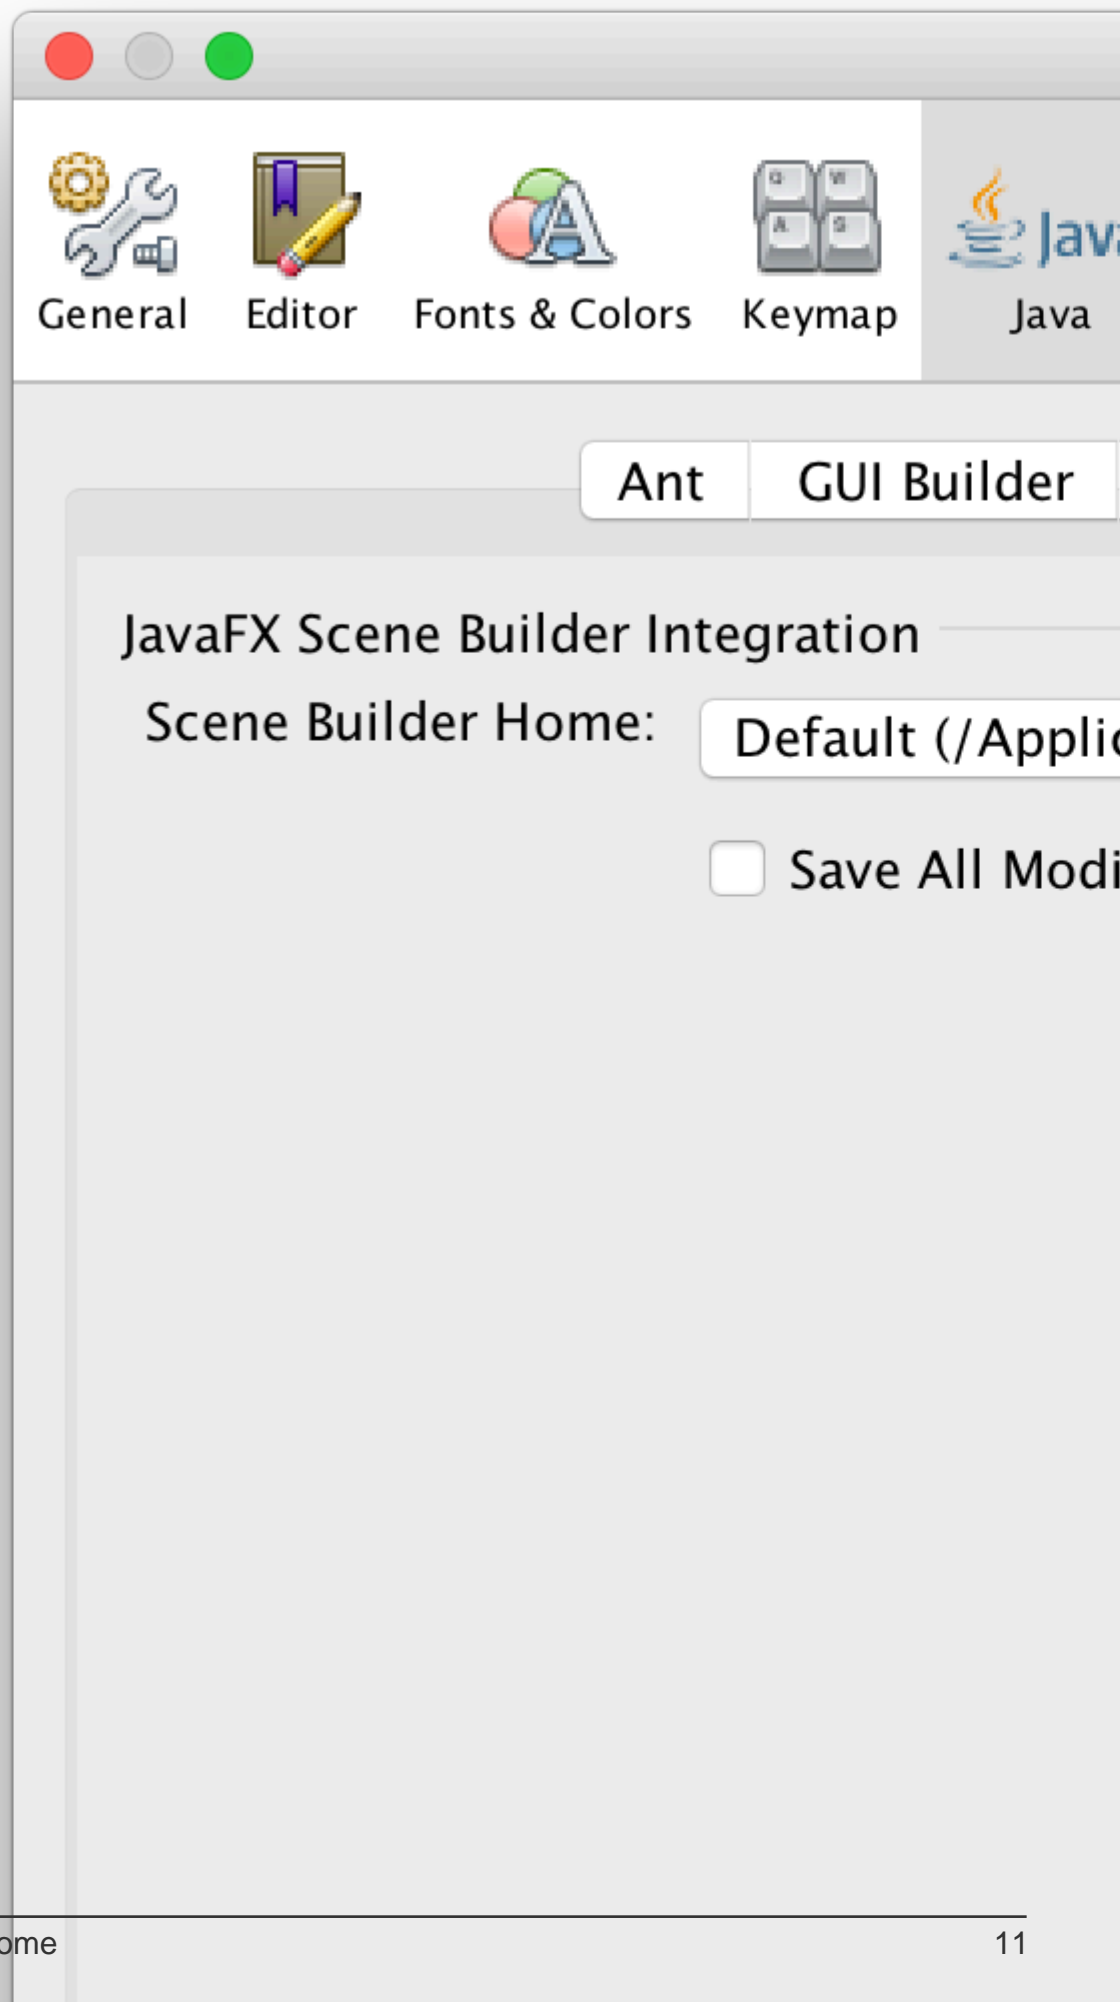 General Editor Fonts & Colors Keymap Java
Ant GUI Builder
JavaFX Scene Builder Integration
Scene Builder Home: Default (/Applic
Save All Modi
ome 11